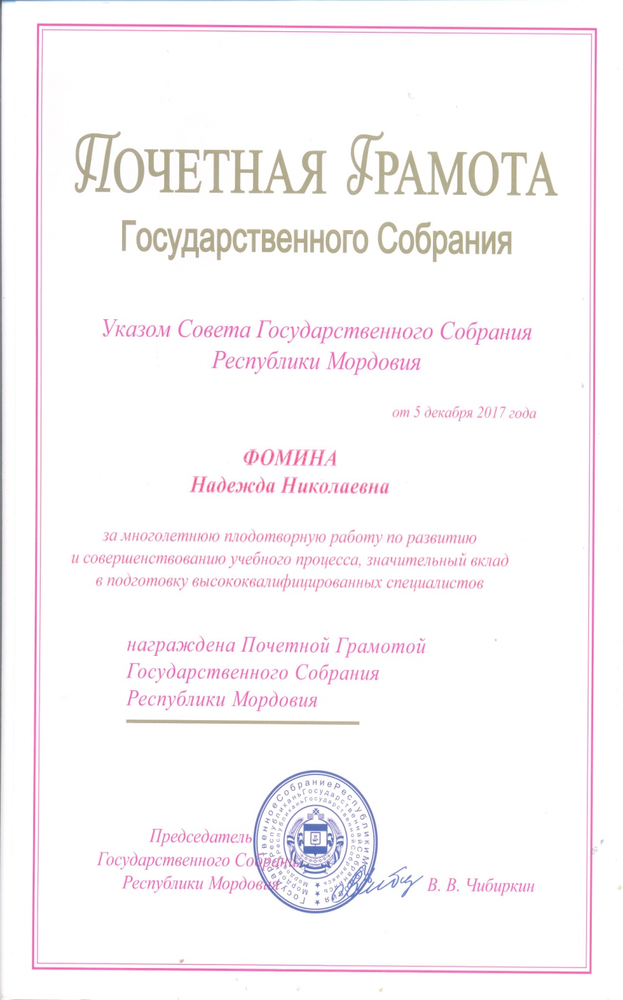 Почетная Грамота
Государственного Собрания
Указом Совета Государственного Собрания
Республики Мордовия
от 5 декабря 2017 года
ФОМИНА
Надежда Николаевна
за многолетнюю плодотворную работу по развитию
и совершенствованию учебного процесса, значительный вклад
в подготовку высококвалифицированных специалистов
награждена Почетной Грамотой
Государственного Собрания
Республики Мордовия
Председатель
Государственного Собрания
Республики Мордовия
В. В. Чибиркин
Государственное Собрание Республики Мордовия